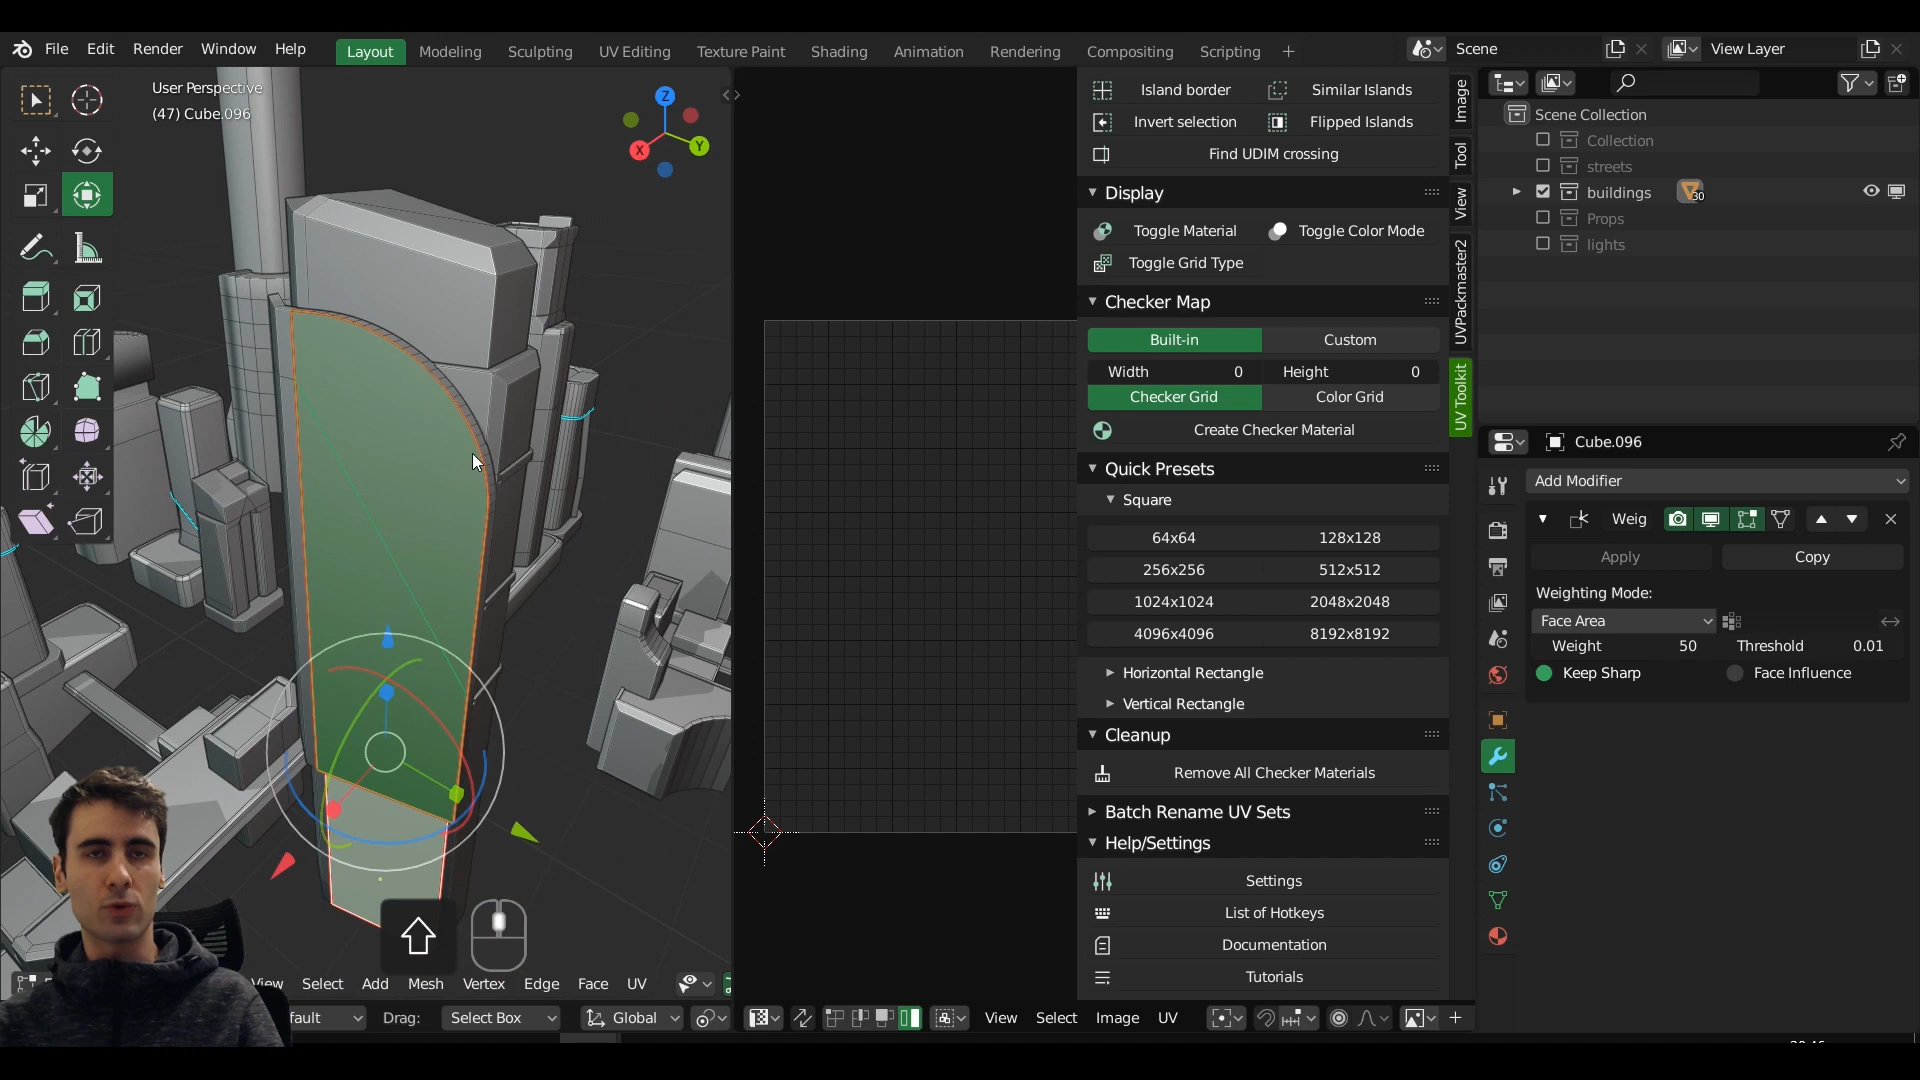 File Edit Render Window Help Layout Modeling Sculpting UV Editing Texture Paint Shading Animation Rendering Compositing Scripting + Scene View Layer
User Perspective
(47) Cube.096
Z
X
Y
Island border Similar Islands
Invert selection Flipped Islands
Find UDIM crossing
Display
Toggle Material Toggle Color Mode
Toggle Grid Type
Checker Map
Built-in Custom
Width 0 Height 0
Checker Grid Color Grid
Create Checker Material
Quick Presets
Square
64x64 128x128
256x256 512x512
1024x1024 2048x2048
4096x4096 8192x8192
Horizontal Rectangle
Vertical Rectangle
Cleanup
Remove All Checker Materials
Batch Rename UV Sets
Help/Settings
Settings
List of Hotkeys
Documentation
Tutorials
Image
Tool
View
UVPackmaster2
UV Toolkit
Scene Collection
Collection
streets
buildings 30
Props
lights
Cube.096
Add Modifier
Weig
Apply Copy
Weighting Mode:
Face Area
Weight 50 Threshold 0.01
Keep Sharp Face Influence
View Select Add Mesh Vertex Edge Face UV
fault Drag: Select Box Global
View Select Image UV +